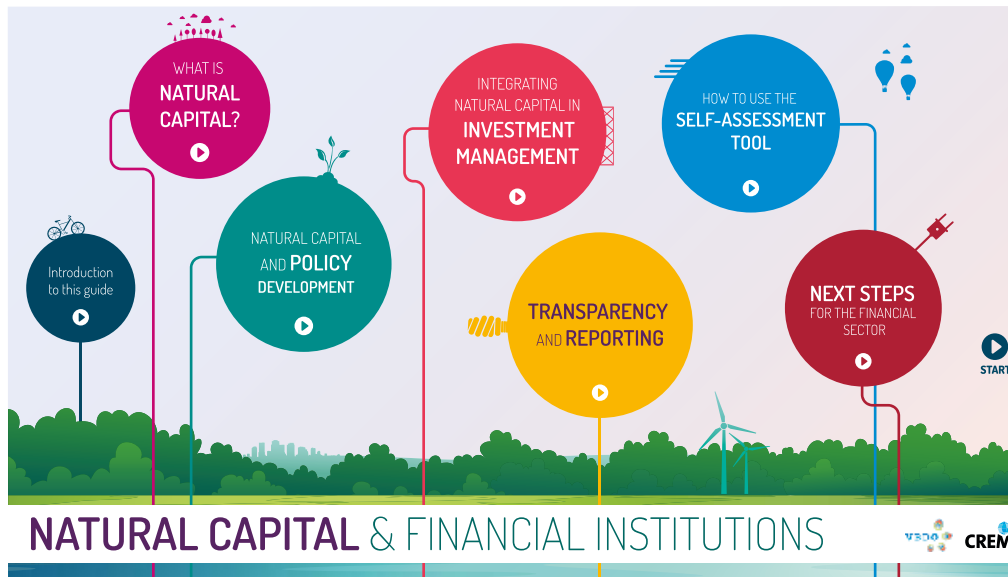 WHAT IS
NATURAL
CAPITAL?
INTEGRATING
NATURAL CAPITAL IN
INVESTMENT
MANAGEMENT
HOW TO USE THE
SELF-ASSESSMENT
TOOL
Introduction
to this guide
NATURAL CAPITAL
AND POLICY
DEVELOPMENT
TRANSPARENCY
AND REPORTING
NEXT STEPS
FOR THE FINANCIAL
SECTOR
START
NATURAL CAPITAL & FINANCIAL INSTITUTIONS
CREM